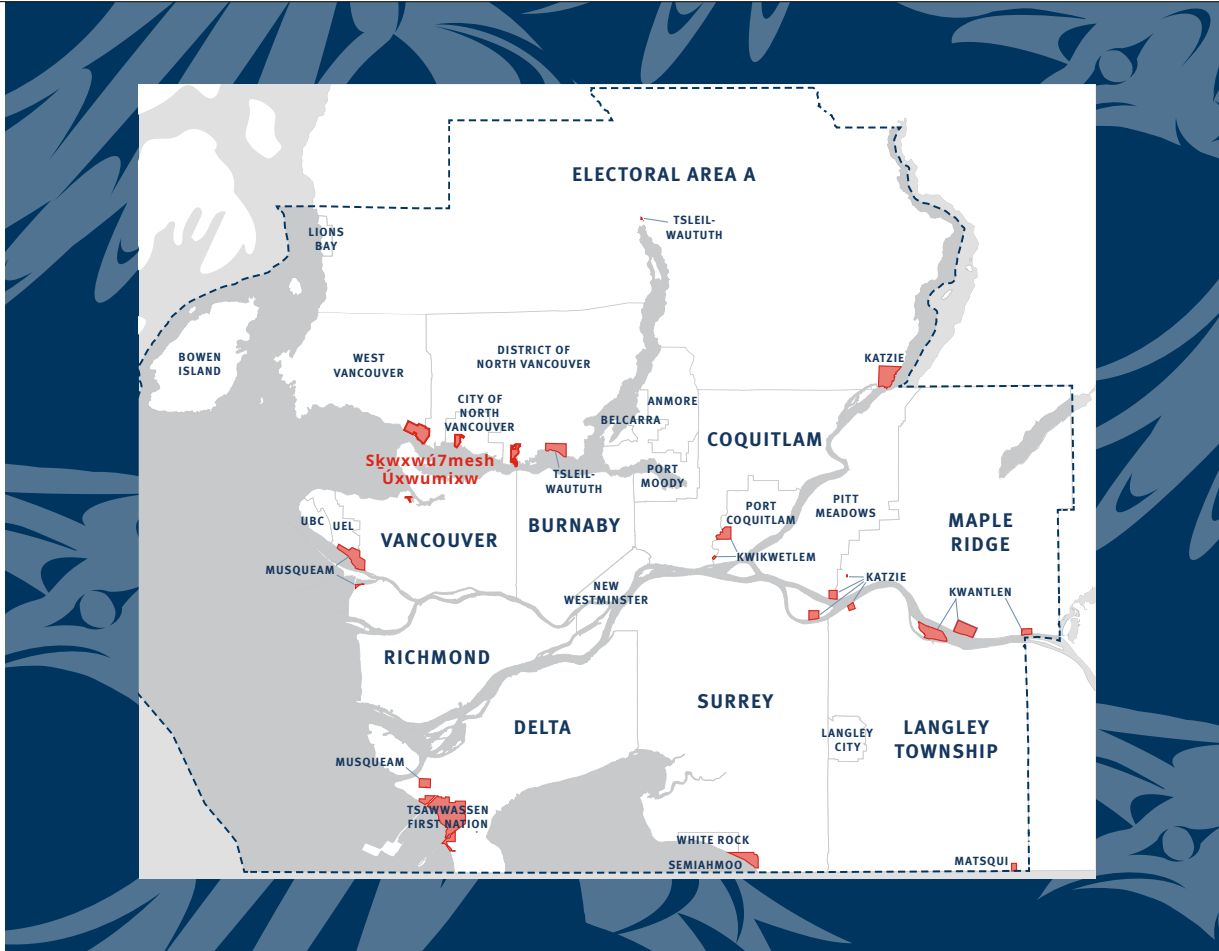 ELECTORAL AREA A
TSLEIL-
WAUTUTH
LIONS
BAY
BOWEN
ISLAND
WEST
VANCOUVER
DISTRICT OF
NORTH VANCOUVER
KATZIE
CITY OF
NORTH
VANCOUVER
ANMORE
BELCARRA
COQUITLAM
Sḵwxwú7mesh
Úxwumixw
TSLEIL-
WAUTUTH
PORT
MOODY
UBC
UEL
VANCOUVER
BURNABY
PORT
COQUITLAM
PITT
MEADOWS
MAPLE
RIDGE
MUSQUEAM
KWIKWETLEM
KATZIE
NEW
WESTMINSTER
KWANTLEN
RICHMOND
SURREY
DELTA
LANGLEY
CITY
LANGLEY
TOWNSHIP
MUSQUEAM
TSAWWASSEN
FIRST NATION
WHITE ROCK
SEMIAHMOO
MATSQUI